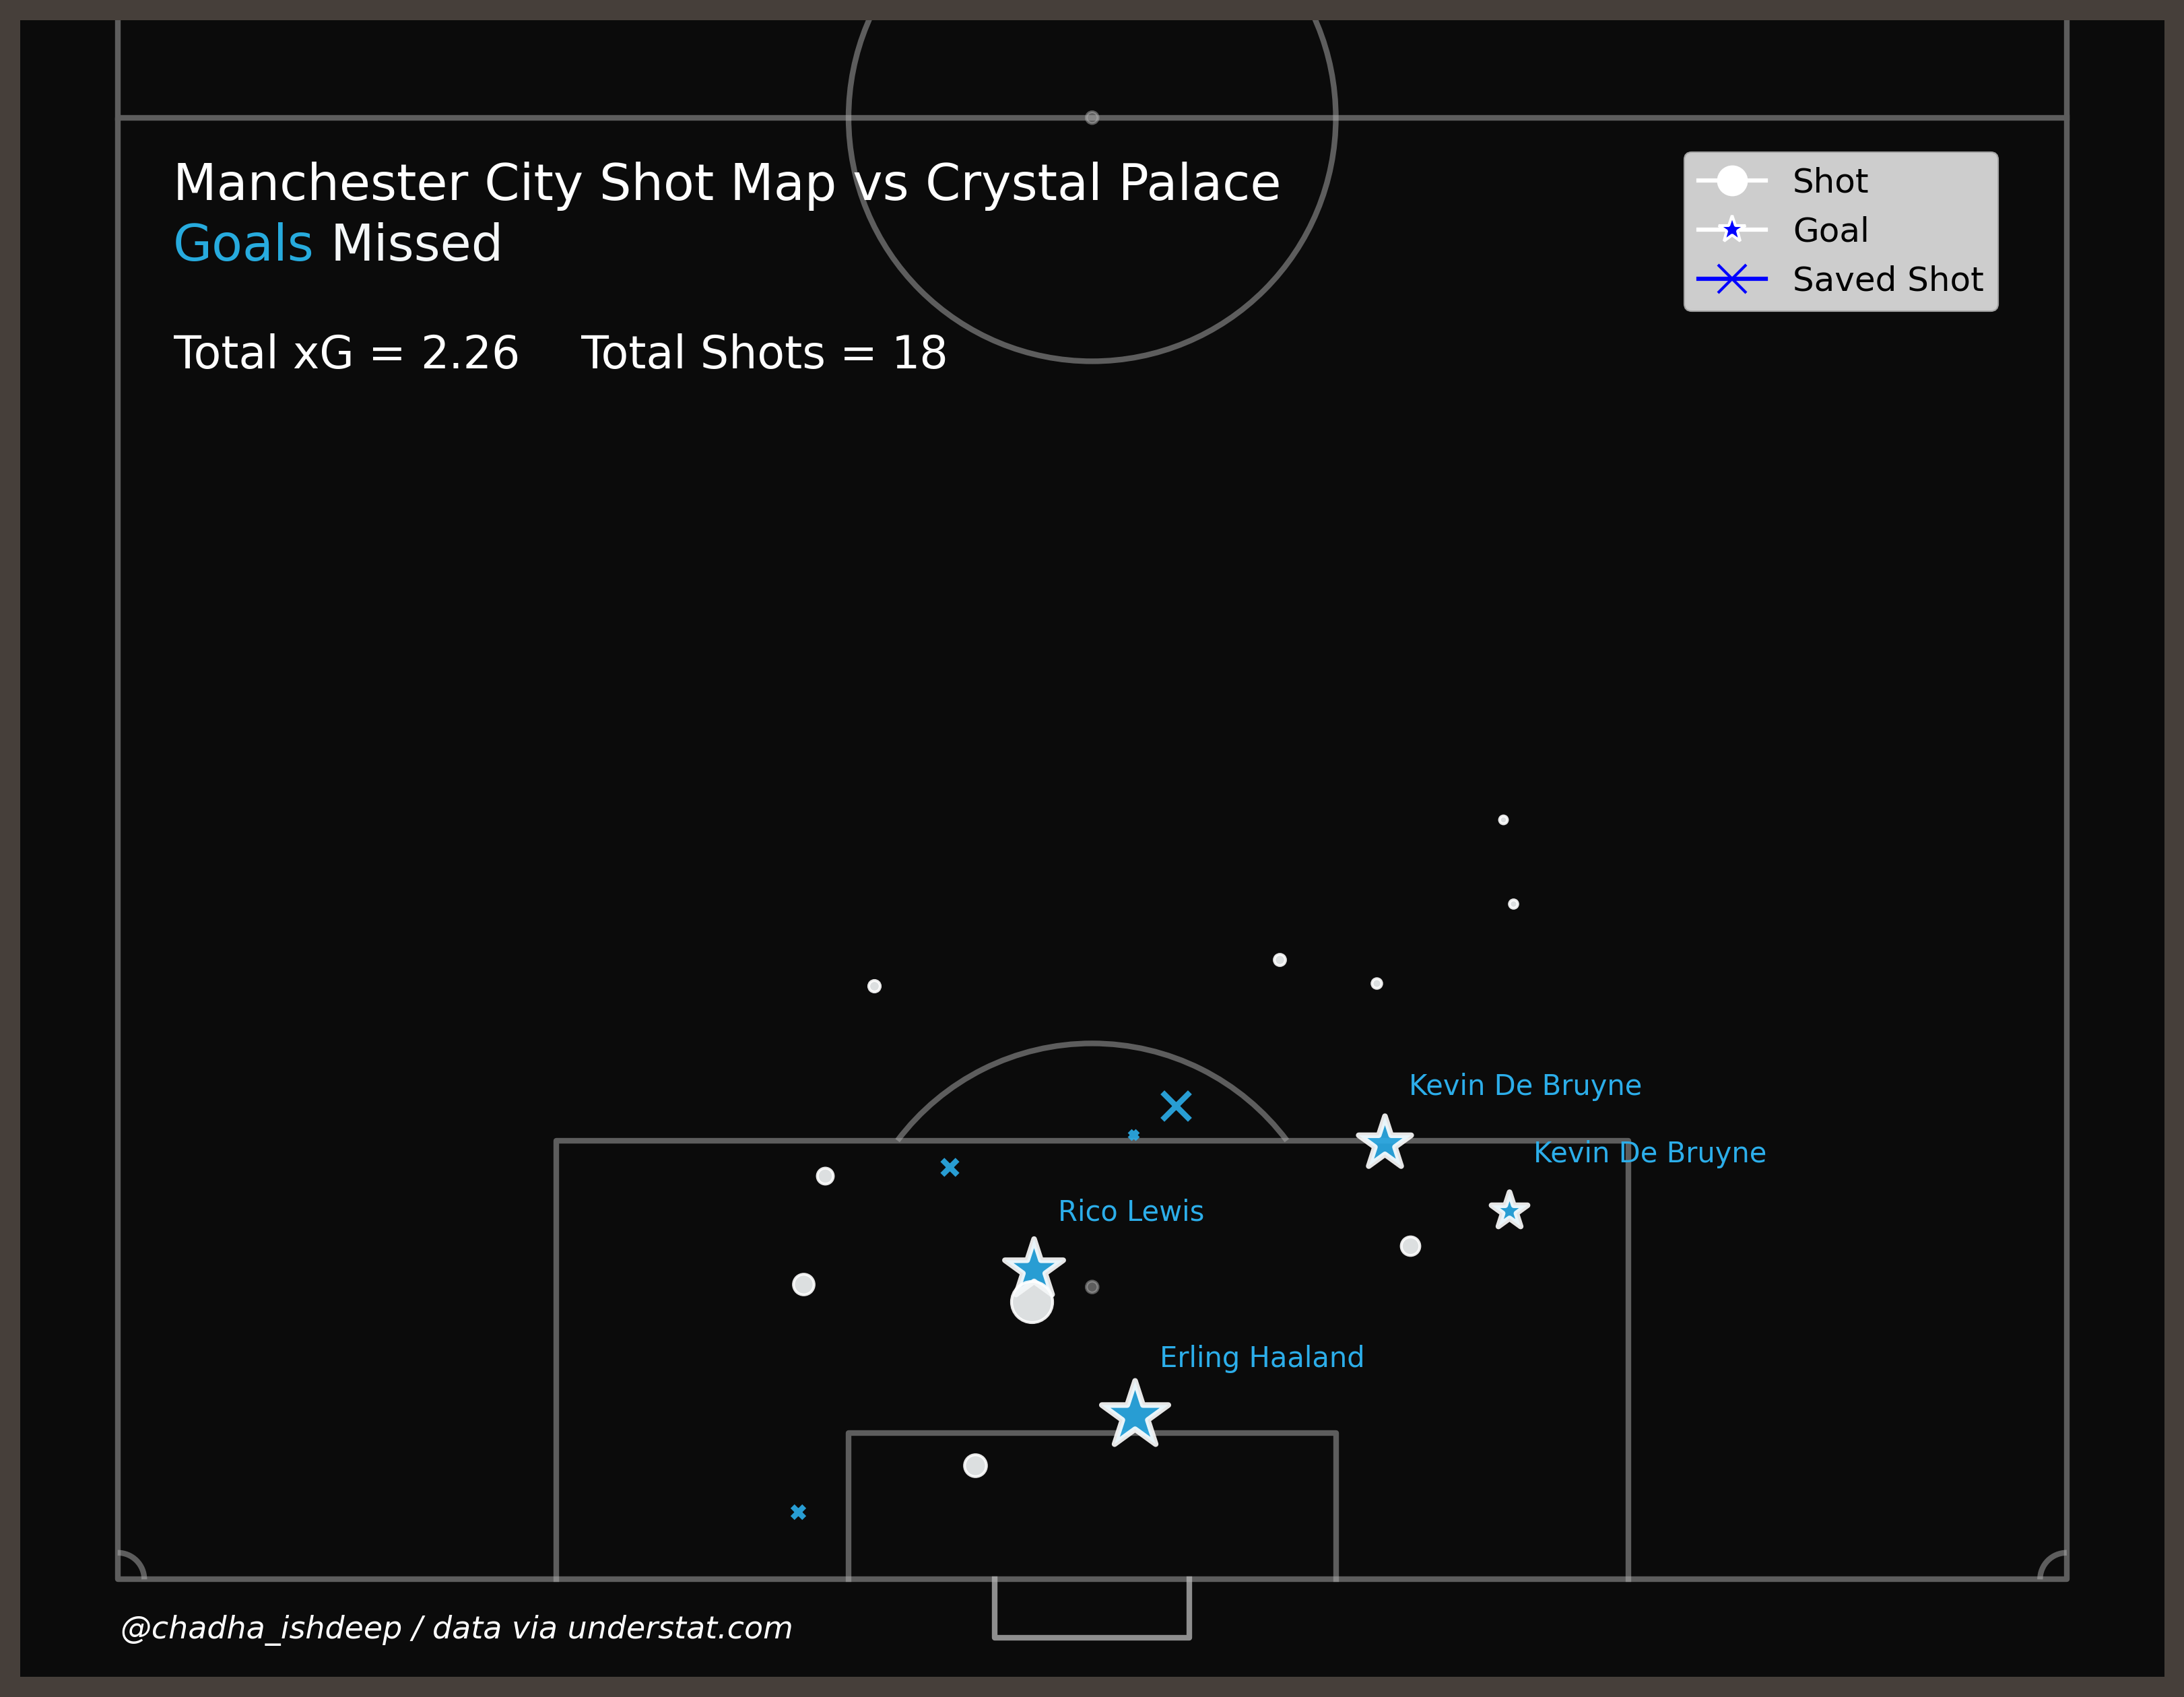 Manchester City Shot Map vs Crystal Palace
Goals Missed
Total xG = 2.26 Total Shots = 18
Shot
Goal
Saved Shot
Kevin De Bruyne
Kevin De Bruyne
Rico Lewis
Erling Haaland
@chadha_ishdeep / data via understat.com